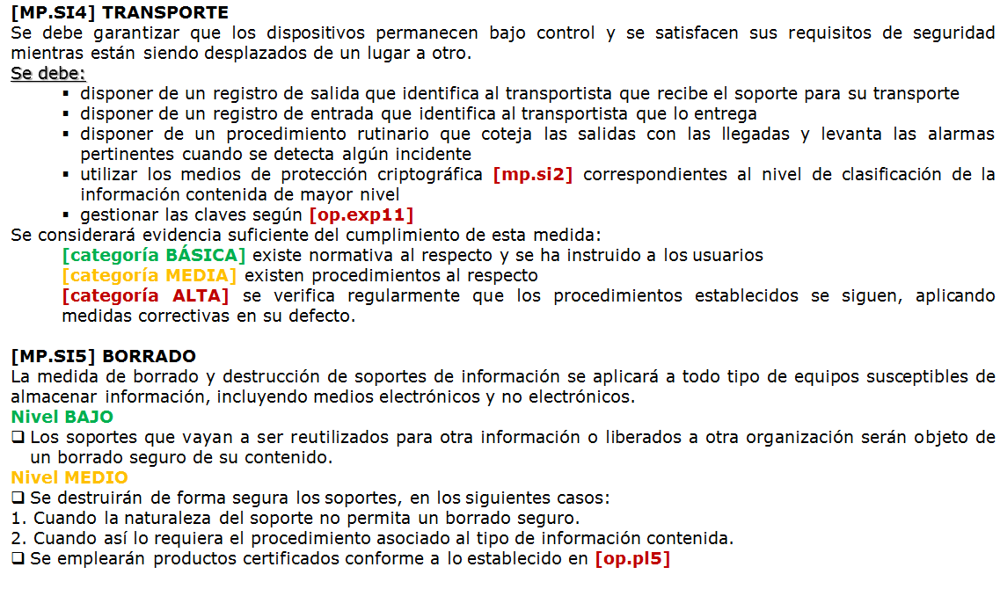 [MP.SI4] TRANSPORTE
Se debe garantizar que los dispositivos permanecen bajo control y se satisfacen sus requisitos de seguridad
mientras están siendo desplazados de un lugar a otro.
Se debe:
▪ disponer de un registro de salida que identifica al transportista que recibe el soporte para su transporte
▪ disponer de un registro de entrada que identifica al transportista que lo entrega
▪ disponer de un procedimiento rutinario que coteja las salidas con las llegadas y levanta las alarmas
pertinentes cuando se detecta algún incidente
▪ utilizar los medios de protección criptográfica [mp.si2] correspondientes al nivel de clasificación de la
información contenida de mayor nivel
▪ gestionar las claves según [op.exp11]
Se considerará evidencia suficiente del cumplimiento de esta medida:
[categoría BÁSICA] existe normativa al respecto y se ha instruido a los usuarios
[categoría MEDIA] existen procedimientos al respecto
[categoría ALTA] se verifica regularmente que los procedimientos establecidos se siguen, aplicando
medidas correctivas en su defecto.
[MP.SI5] BORRADO
La medida de borrado y destrucción de soportes de información se aplicará a todo tipo de equipos susceptibles de
almacenar información, incluyendo medios electrónicos y no electrónicos.
Nivel BAJO
❑ Los soportes que vayan a ser reutilizados para otra información o liberados a otra organización serán objeto de
un borrado seguro de su contenido.
Nivel MEDIO
❑ Se destruirán de forma segura los soportes, en los siguientes casos:
1. Cuando la naturaleza del soporte no permita un borrado seguro.
2. Cuando así lo requiera el procedimiento asociado al tipo de información contenida.
❑ Se emplearán productos certificados conforme a lo establecido en [op.pl5]